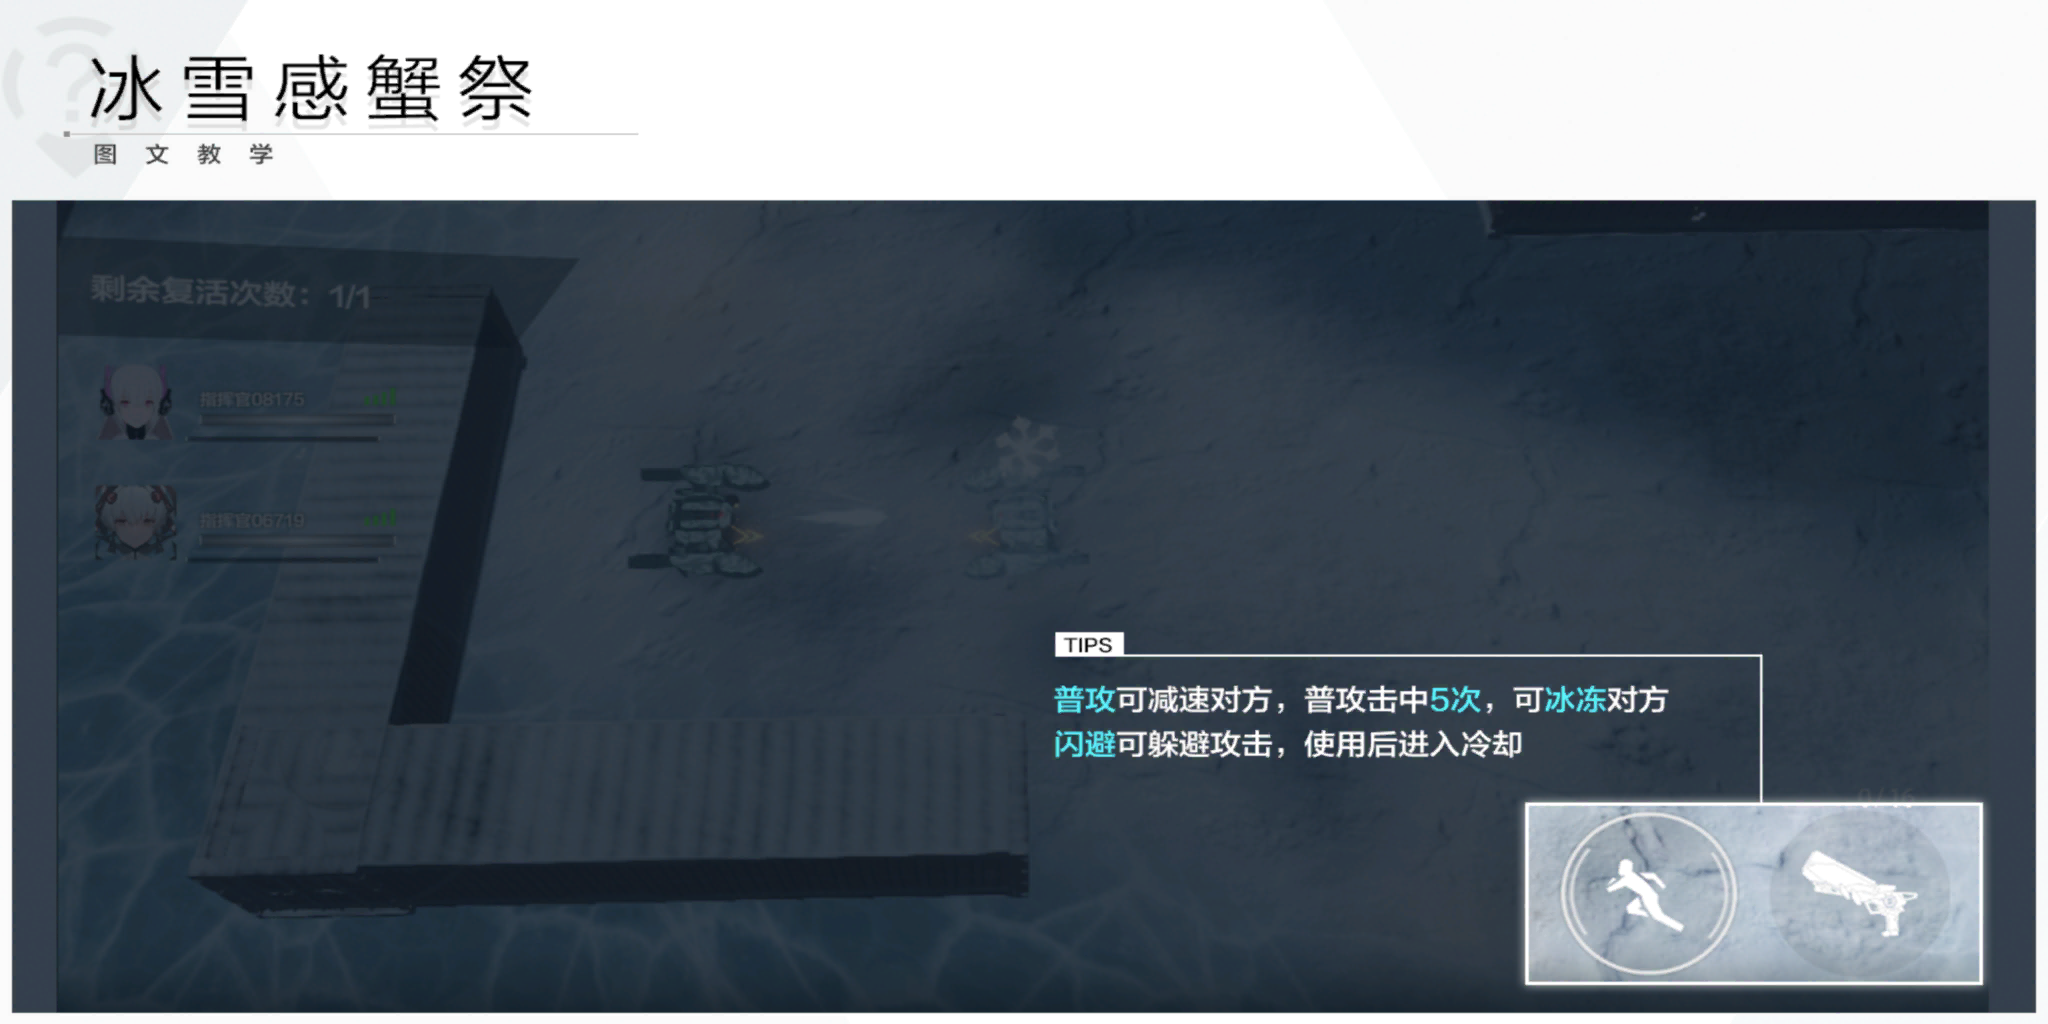 冰雪感蟹祭
图文教学
剩余复活次数：1/1
指挥官08175
指挥官06719
TIPS
普攻可减速对方，普攻击中5次，可冰冻对方
闪避可躲避攻击，使用后进入冷却